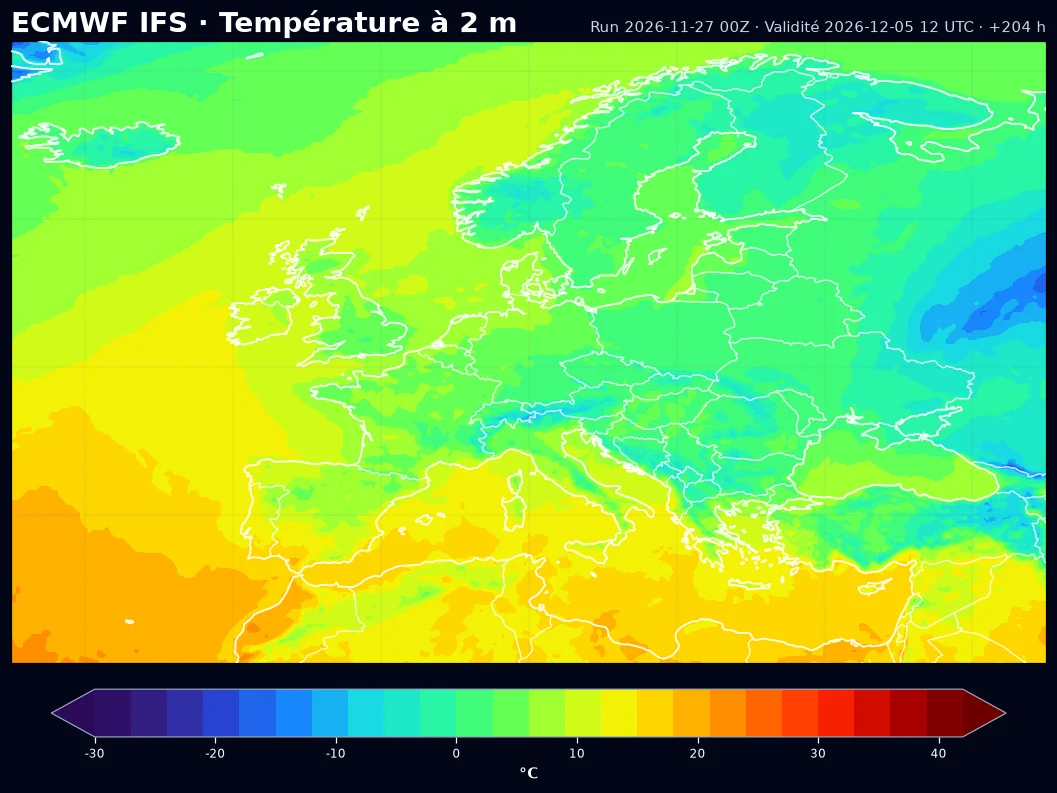 ECMWF IFS · Température à 2 m
Run 2026-11-27 00Z · Validité 2026-12-05 12 UTC · +204 h
-30 -20 -10 0 10 20 30 40
°C